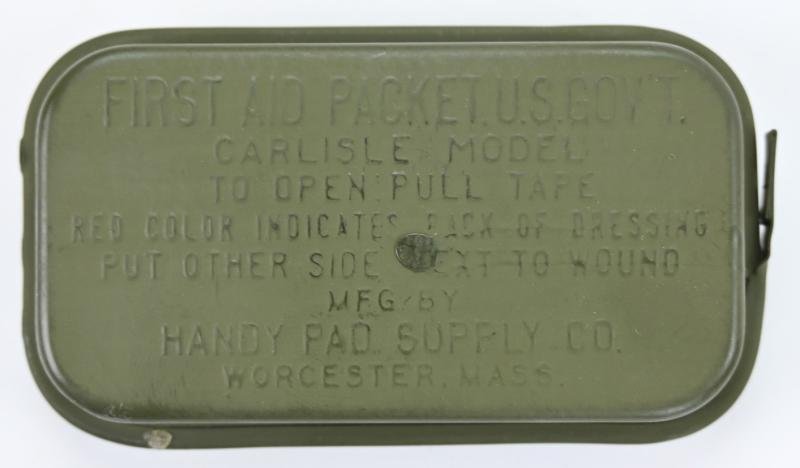 FIRST AID PACKET. U.S. GOV'T.
CARLISLE MODEL
TO OPEN PULL TAPE
RED COLOR INDICATES BACK OF DRESSING
PUT OTHER SIDE NEXT TO WOUND
MFG BY
HANDY PAD SUPPLY CO.
WORCESTER, MASS.